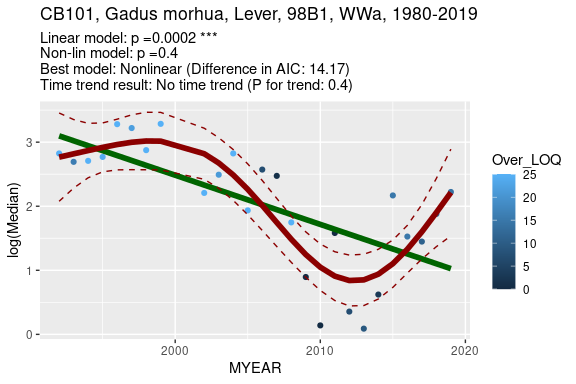 CB101, Gadus morhua, Lever, 98B1, WWa, 1980-2019
Linear model: p =0.0002 ***
Non-lin model: p =0.4
Best model: Nonlinear (Difference in AIC: 14.17)
Time trend result: No time trend (P for trend: 0.4)
log(Median)
3
2
1
0
2000
2010
2020
MYEAR
Over_LOQ
25
20
15
10
5
0